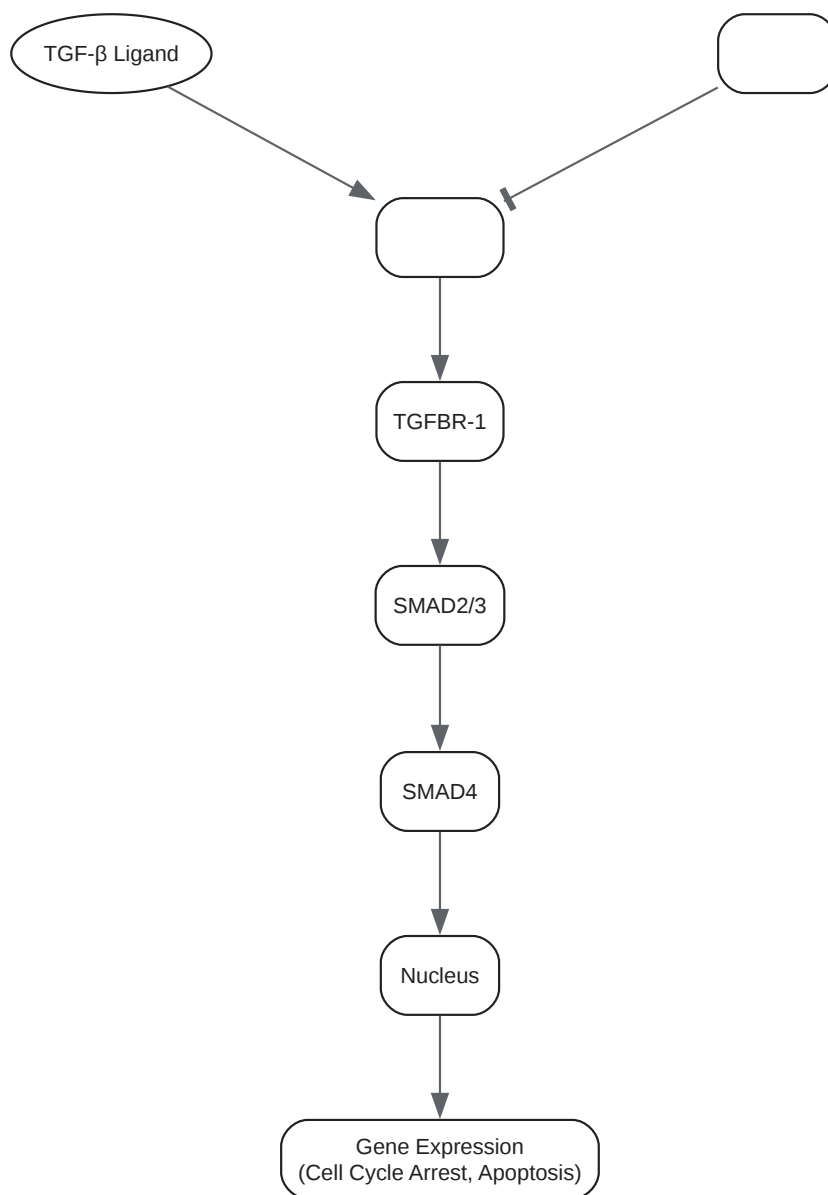 TGF-β Ligand
TGFBR-1
SMAD2/3
SMAD4
Nucleus
Gene Expression
(Cell Cycle Arrest, Apoptosis)